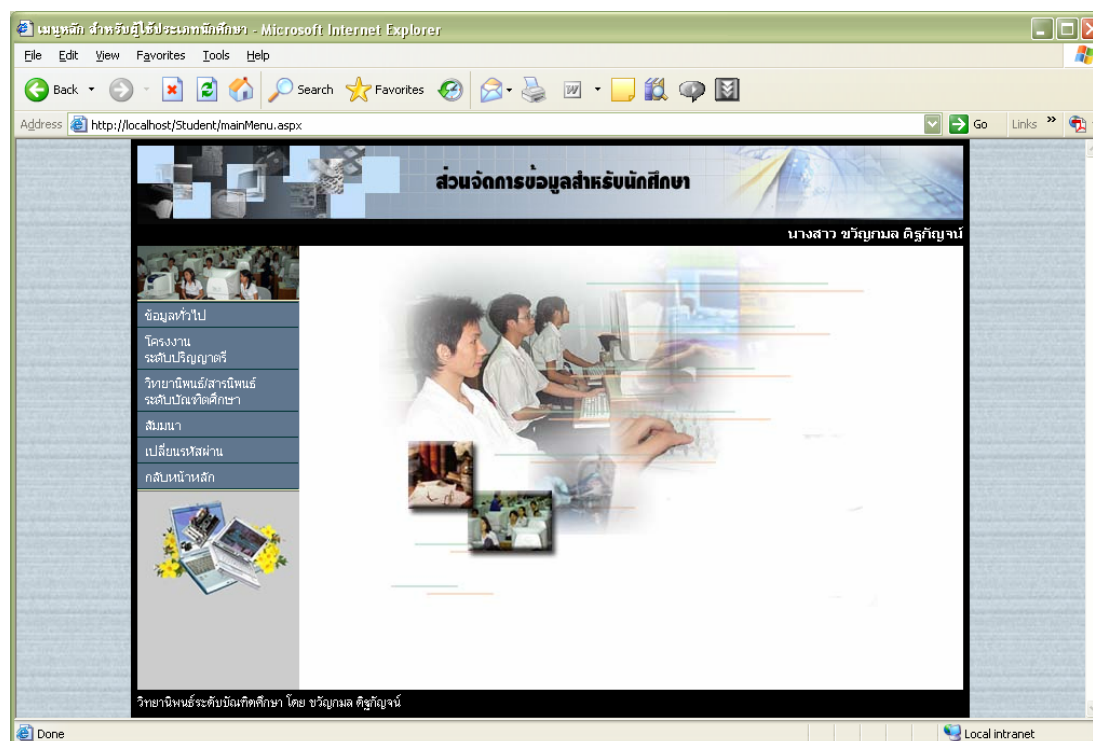 เมนูหลัก สำหรับผู้ใช้ประเภทนักศึกษา - Microsoft Internet Explorer
File Edit View Favorites Tools Help
Back Search Favorites
Address http://localhost/Student/mainMenu.aspx Go Links »
ส่วนจัดการข้อมูลสำหรับนักศึกษา
นางสาว ขวัญกมล ดิฐกัญจน์
ข้อมูลทั่วไป
โครงงาน
ระดับปริญญาตรี
วิทยานิพนธ์/สารนิพนธ์
ระดับบัณฑิตศึกษา
สัมมนา
เปลี่ยนรหัสผ่าน
กลับหน้าหลัก
วิทยานิพนธ์ระดับบัณฑิตศึกษา โดย ขวัญกมล ดิฐกัญจน์
Done Local intranet